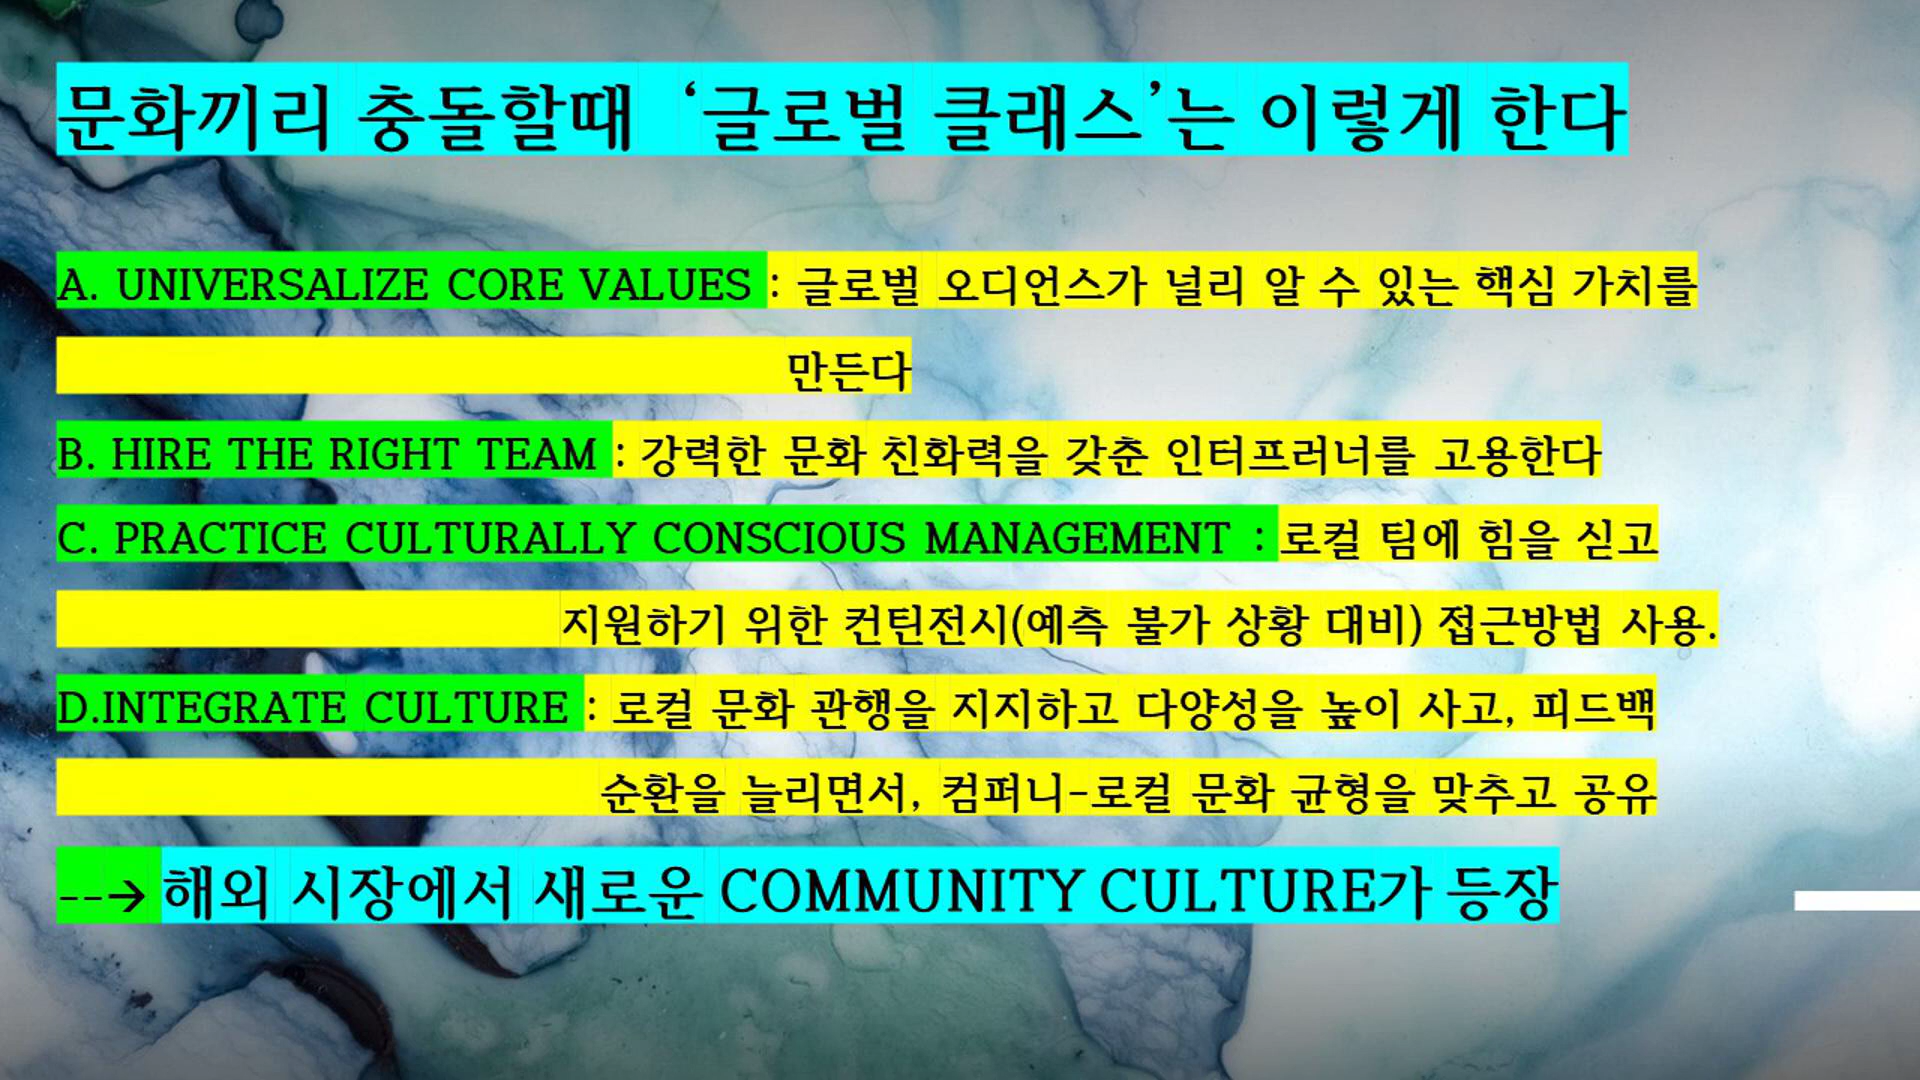 문화끼리 충돌할때 ‘글로벌 클래스’는 이렇게 한다
A. UNIVERSALIZE CORE VALUES : 글로벌 오디언스가 널리 알 수 있는 핵심 가치를
만든다
B. HIRE THE RIGHT TEAM : 강력한 문화 친화력을 갖춘 인터프러너를 고용한다
C. PRACTICE CULTURALLY CONSCIOUS MANAGEMENT : 로컬 팀에 힘을 싣고
지원하기 위한 컨틴전시(예측 불가 상황 대비) 접근방법 사용.
D.INTEGRATE CULTURE : 로컬 문화 관행을 지지하고 다양성을 높이 사고, 피드백
순환을 늘리면서, 컴퍼니-로컬 문화 균형을 맞추고 공유
--→ 해외 시장에서 새로운 COMMUNITY CULTURE가 등장